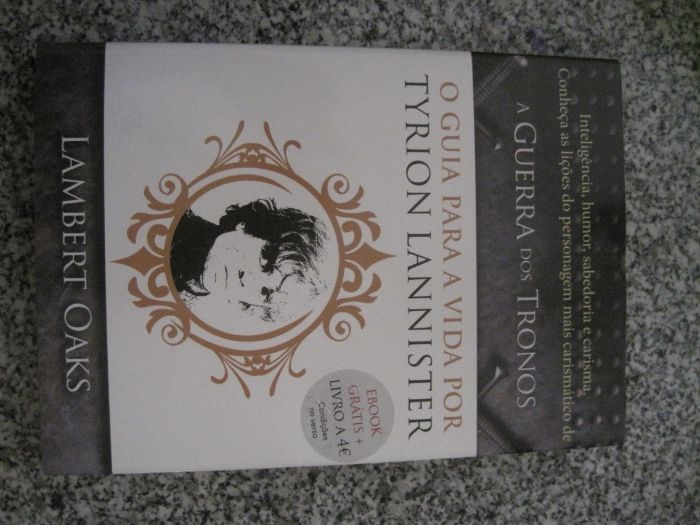 Inteligência, humor, sabedoria e carisma.
Conheça as lições do personagem mais carismático de
A GUERRA DOS TRONOS
O GUIA PARA A VIDA POR
TYRION LANNISTER
EBOOK
GRÁTIS +
LIVRO A 4€
Condições
no verso
LAMBERT OAKS